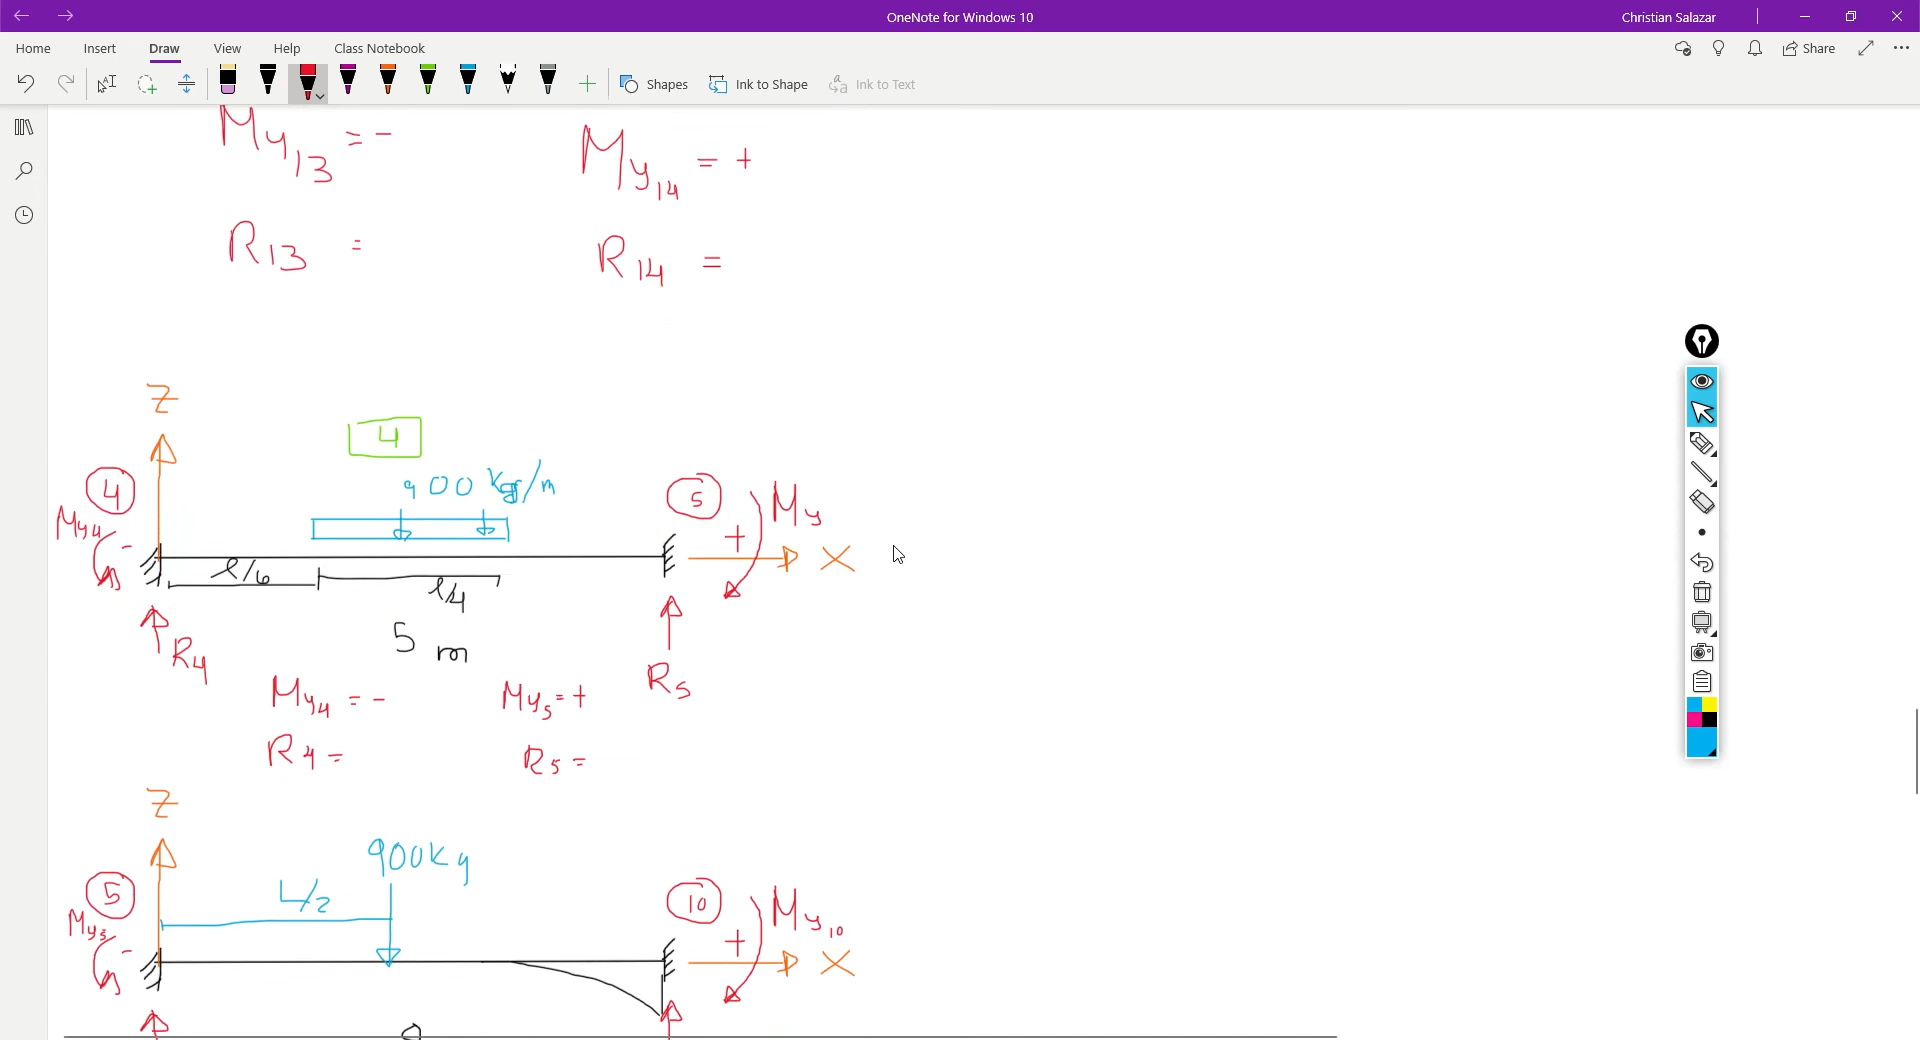 OneNote for Windows 10
Christian Salazar
Home Insert Draw View Help Class Notebook
Share
Shapes Ink to Shape Ink to Text
My13 = -
My14 = +
R13 =
R14 =
Z
4
900 Kg/m
4
5
My4
My
-
+
X
l/6
l/4
5 m
R4
R5
My4 = -
My5 = +
R4 =
R5 =
Z
900Kg
L/2
5
10
My5
My10
-
+
X